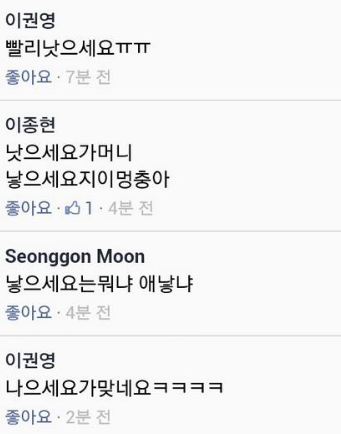 이권영
빨리낫으세요ㅠㅠ
좋아요 · 7분 전
이종현
낫으세요가머니
낳으세요지이멍충아
좋아요 · 1 · 4분 전
Seonggon Moon
낳으세요는뭐냐 애낳냐
좋아요 · 4분 전
이권영
나으세요가맞네요ㅋㅋㅋㅋ
좋아요 · 2분 전